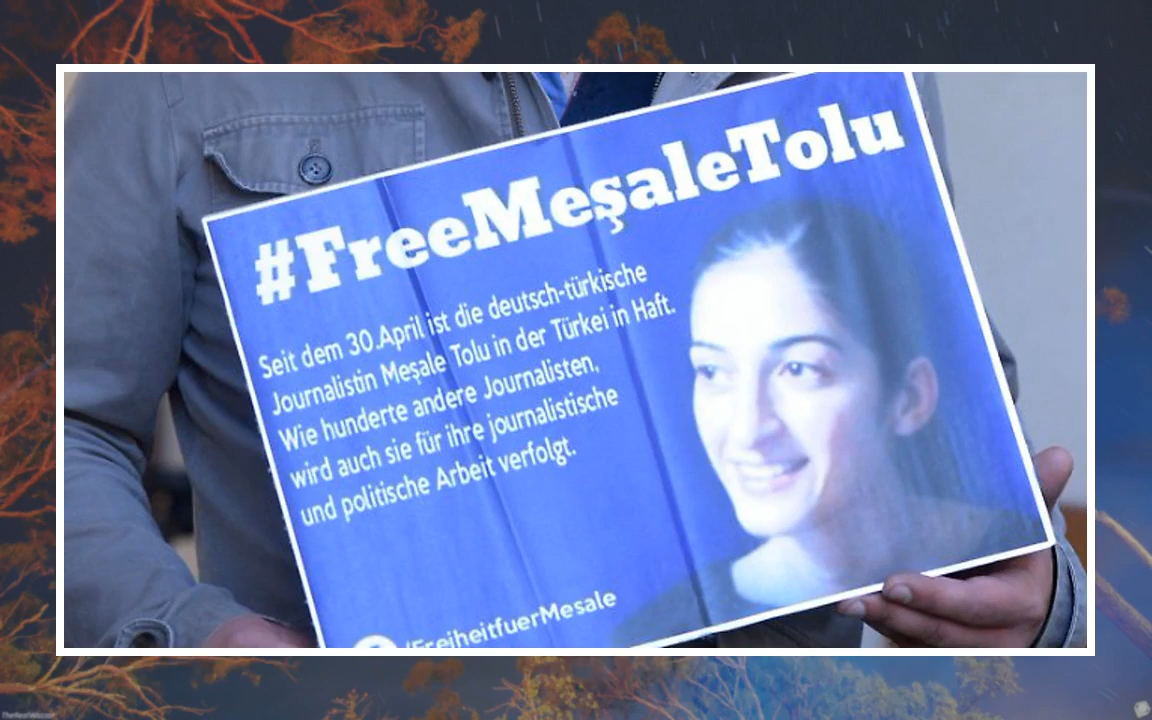 #FreeMeşaleTolu
Seit dem 30.April ist die deutsch-türkische
Journalistin Meşale Tolu in der Türkei in Haft.
Wie hunderte andere Journalisten,
wird auch sie für ihre journalistische
und politische Arbeit verfolgt.
/FreiheitfuerMesale